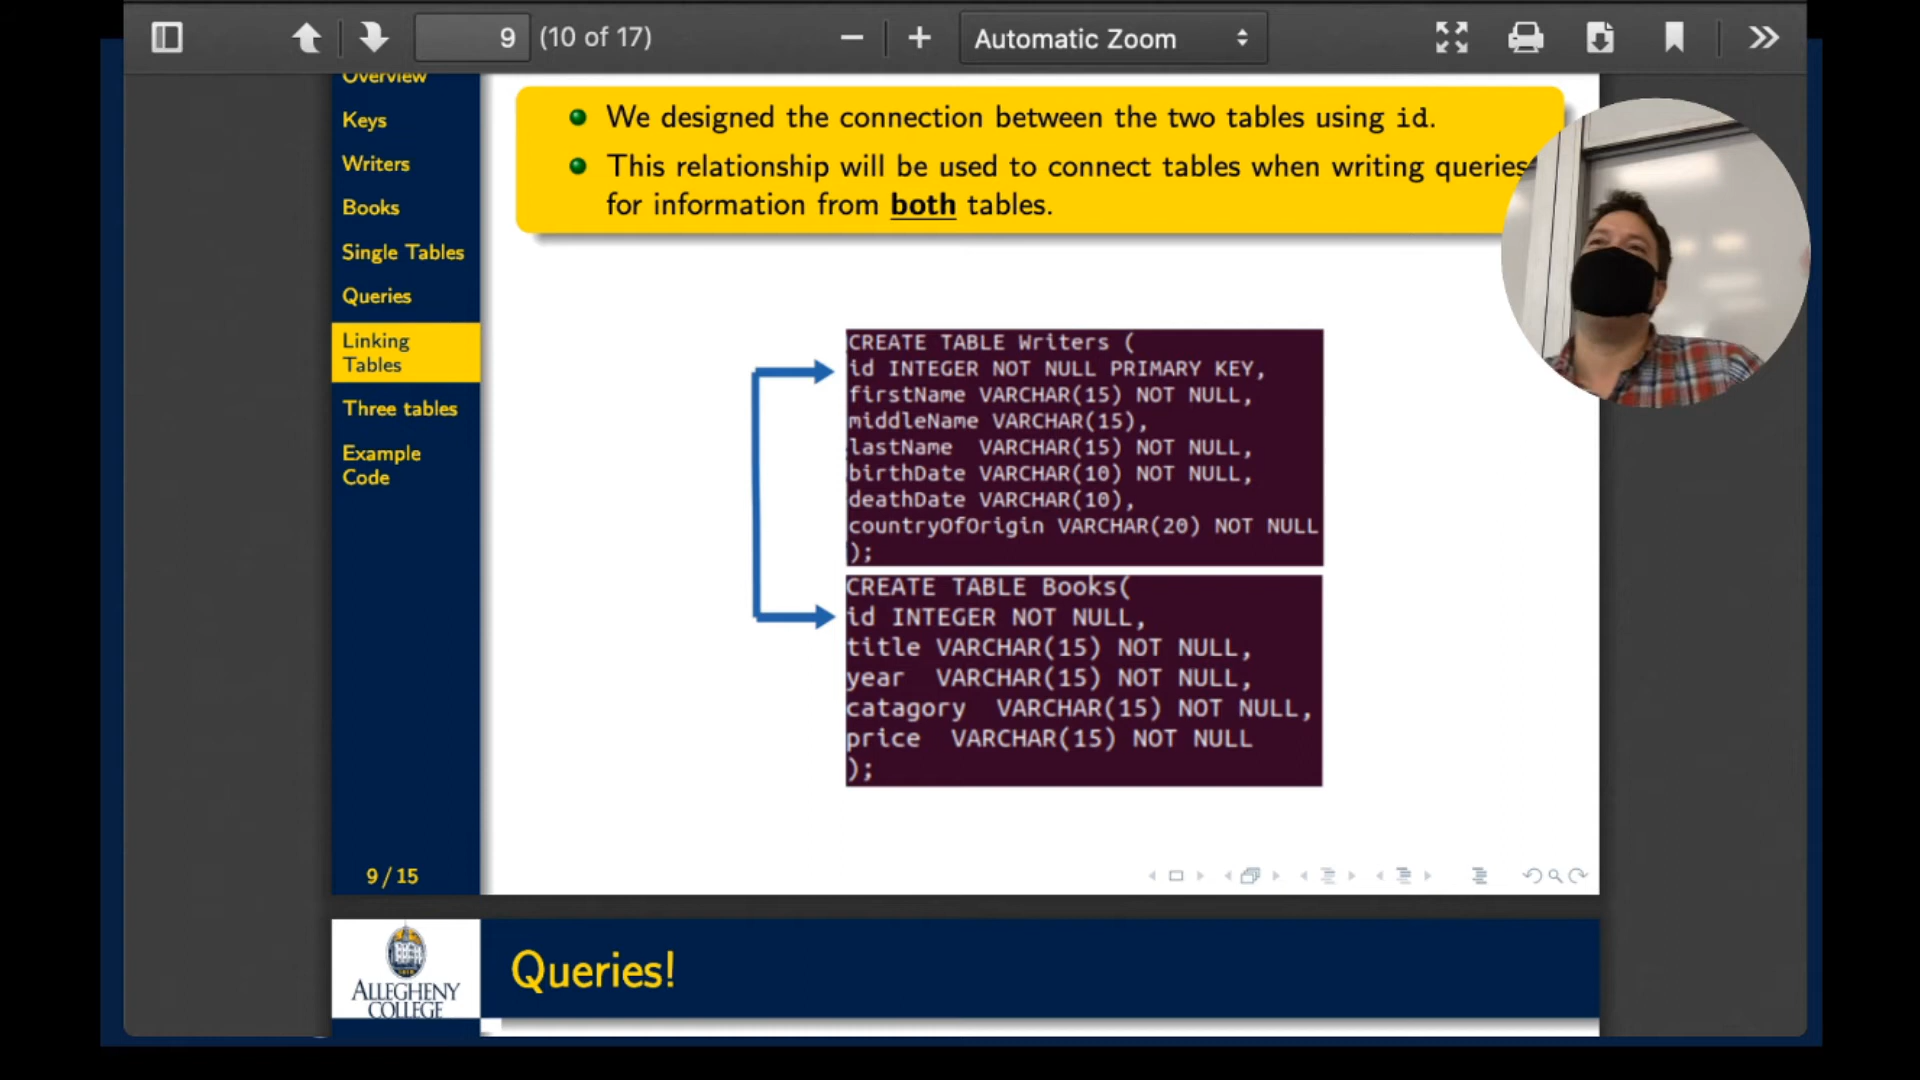 9
(10 of 17)
Automatic Zoom
Overview
Keys
Writers
Books
Single Tables
Queries
Linking
Tables
Three tables
Example
Code
9 / 15
We designed the connection between the two tables using id.
This relationship will be used to connect tables when writing queries
for information from both tables.
CREATE TABLE Writers (
id INTEGER NOT NULL PRIMARY KEY,
firstName VARCHAR(15) NOT NULL,
middleName VARCHAR(15),
lastName VARCHAR(15) NOT NULL,
birthDate VARCHAR(10) NOT NULL,
deathDate VARCHAR(10),
countryOfOrigin VARCHAR(20) NOT NULL
);
CREATE TABLE Books(
id INTEGER NOT NULL,
title VARCHAR(15) NOT NULL,
year VARCHAR(15) NOT NULL,
catagory VARCHAR(15) NOT NULL,
price VARCHAR(15) NOT NULL
);
ALLEGHENY
COLLEGE
Queries!